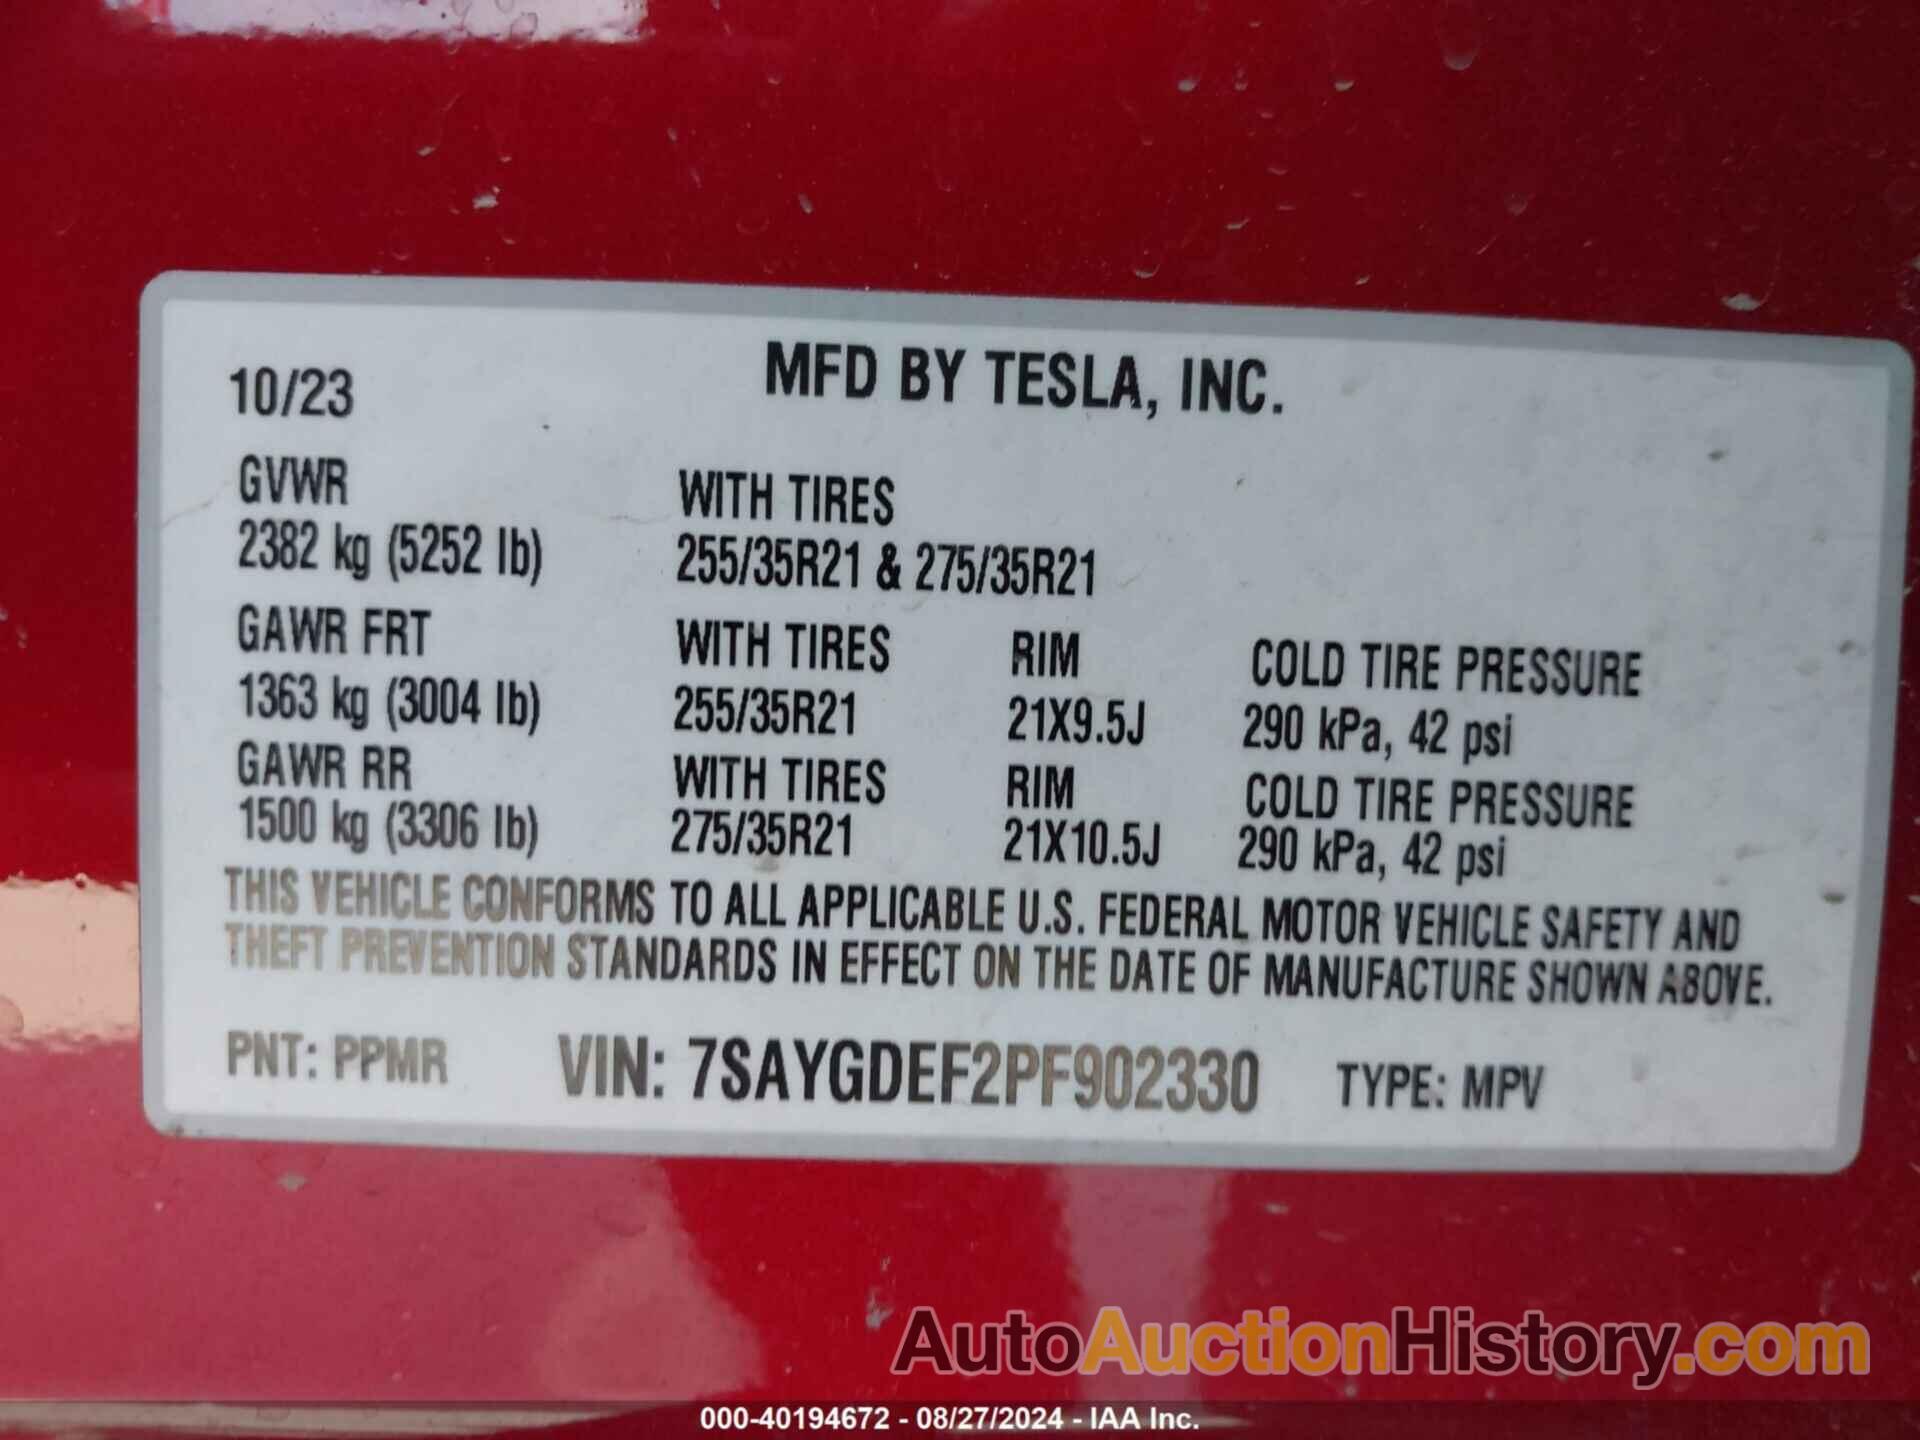 10/23 MFD BY TESLA, INC.
GVWR WITH TIRES
2382 kg (5252 lb) 255/35R21 & 275/35R21
GAWR FRT WITH TIRES RIM COLD TIRE PRESSURE
1363 kg (3004 lb) 255/35R21 21X9.5J 290 kPa, 42 psi
GAWR RR WITH TIRES RIM COLD TIRE PRESSURE
1500 kg (3306 lb) 275/35R21 21X10.5J 290 kPa, 42 psi
THIS VEHICLE CONFORMS TO ALL APPLICABLE U.S. FEDERAL MOTOR VEHICLE SAFETY AND
THEFT PREVENTION STANDARDS IN EFFECT ON THE DATE OF MANUFACTURE SHOWN ABOVE.
PNT: PPMR VIN: 7SAYGDEF2PF902330 TYPE: MPV
AutoAuctionHistory.com
000-40194672 - 08/27/2024 - IAA Inc.